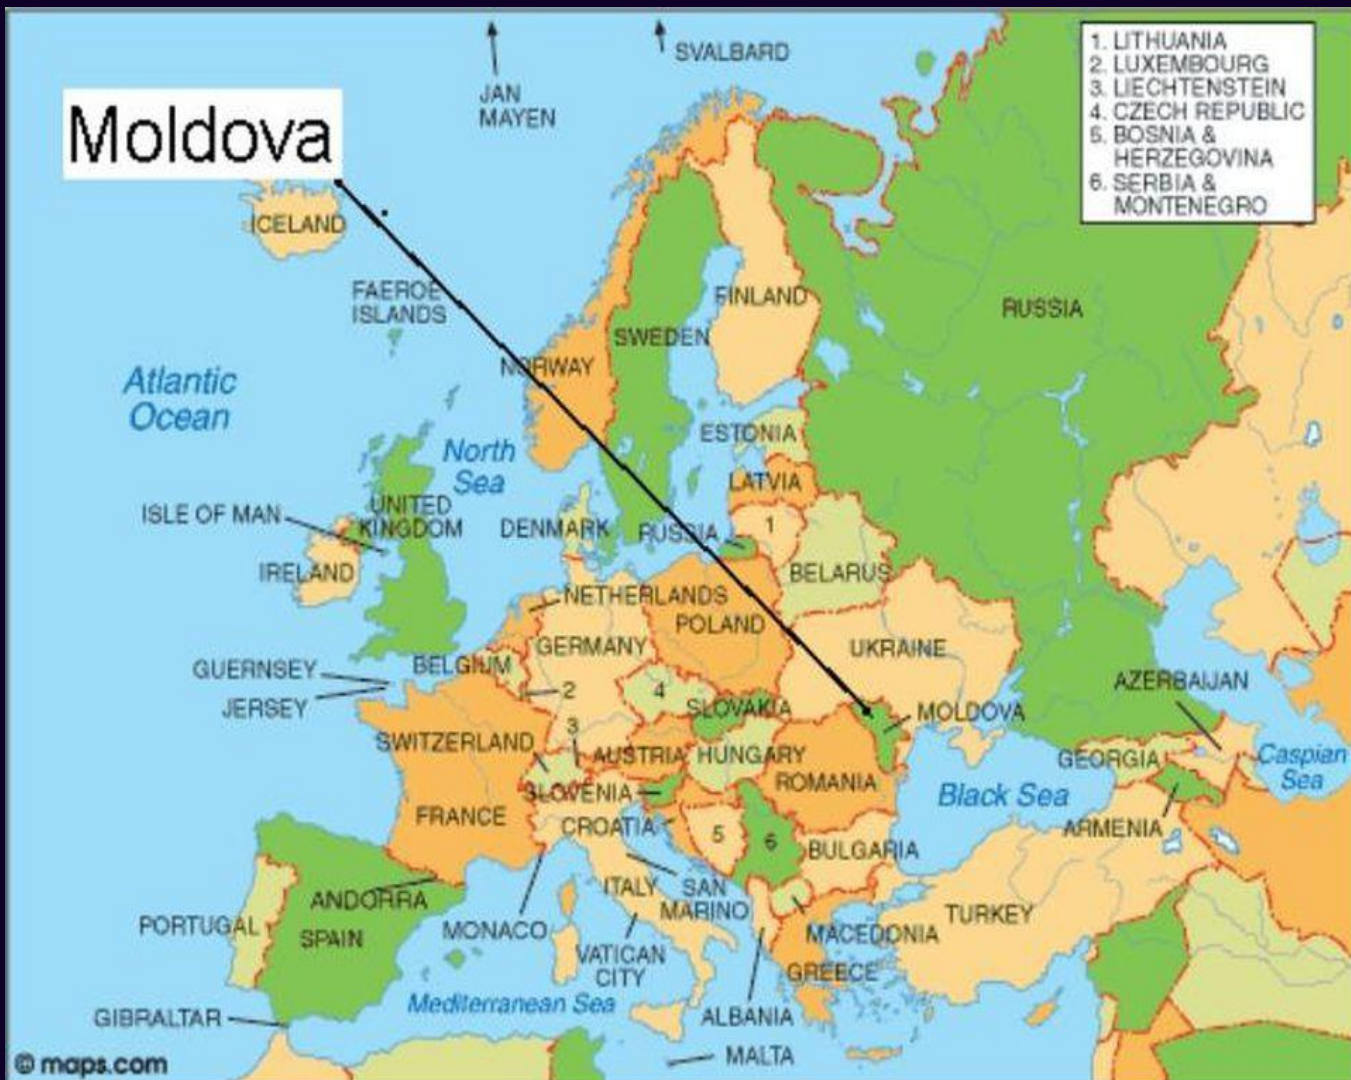 SVALBARD
JAN
MAYEN
1. LITHUANIA
2. LUXEMBOURG
3. LIECHTENSTEIN
4. CZECH REPUBLIC
5. BOSNIA &
HERZEGOVINA
6. SERBIA &
MONTENEGRO
Moldova
ICELAND
FAEROE
ISLANDS
FINLAND
RUSSIA
SWEDEN
NORWAY
Atlantic
Ocean
North
Sea
ESTONIA
LATVIA
ISLE OF MAN
UNITED
KINGDOM
DENMARK
RUSSIA
1
IRELAND
BELARUS
NETHERLANDS
POLAND
GERMANY
UKRAINE
GUERNSEY
BELGIUM
JERSEY
2
4
SLOVAKIA
MOLDOVA
AZERBAIJAN
3
SWITZERLAND
AUSTRIA
HUNGARY
GEORGIA
Caspian
Sea
SLOVENIA
ROMANIA
Black Sea
FRANCE
CROATIA
5
6
BULGARIA
ARMENIA
ANDORRA
ITALY
SAN
MARINO
PORTUGAL
SPAIN
MONACO
VATICAN
CITY
MACEDONIA
TURKEY
GREECE
Mediterranean Sea
GIBRALTAR
ALBANIA
MALTA
© maps.com